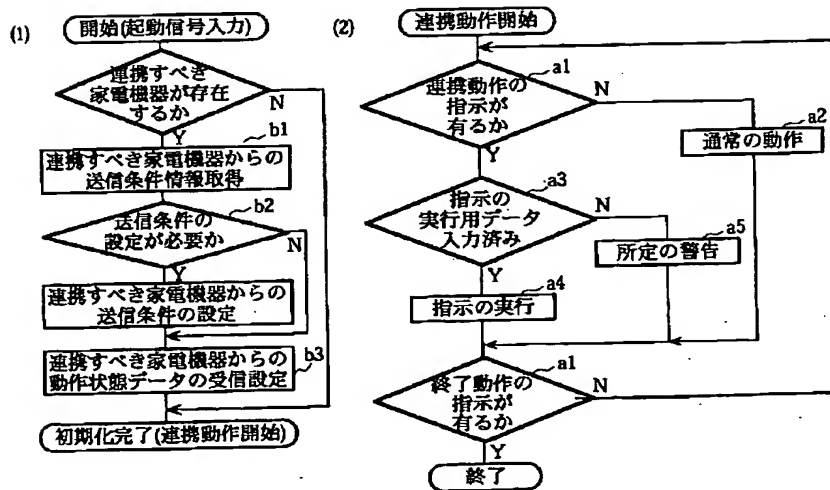 (1)
開始(起動信号入力)
連携すべき
家電機器が存在
するか
N
Y
b1
連携すべき家電機器からの
送信条件情報取得
b2
送信条件の
設定が必要か
N
Y
連携すべき家電機器からの
送信条件の設定
連携すべき家電機器からの
動作状態データの受信設定
b3
初期化完了(連携動作開始)
(2)
連携動作開始
a1
連携動作の
指示が
有るか
N
a2
通常の動作
Y
a3
指示の
実行用データ
入力済み
N
a5
所定の警告
Y
a4
指示の実行
a1
終了動作の
指示が
有るか
N
Y
終了